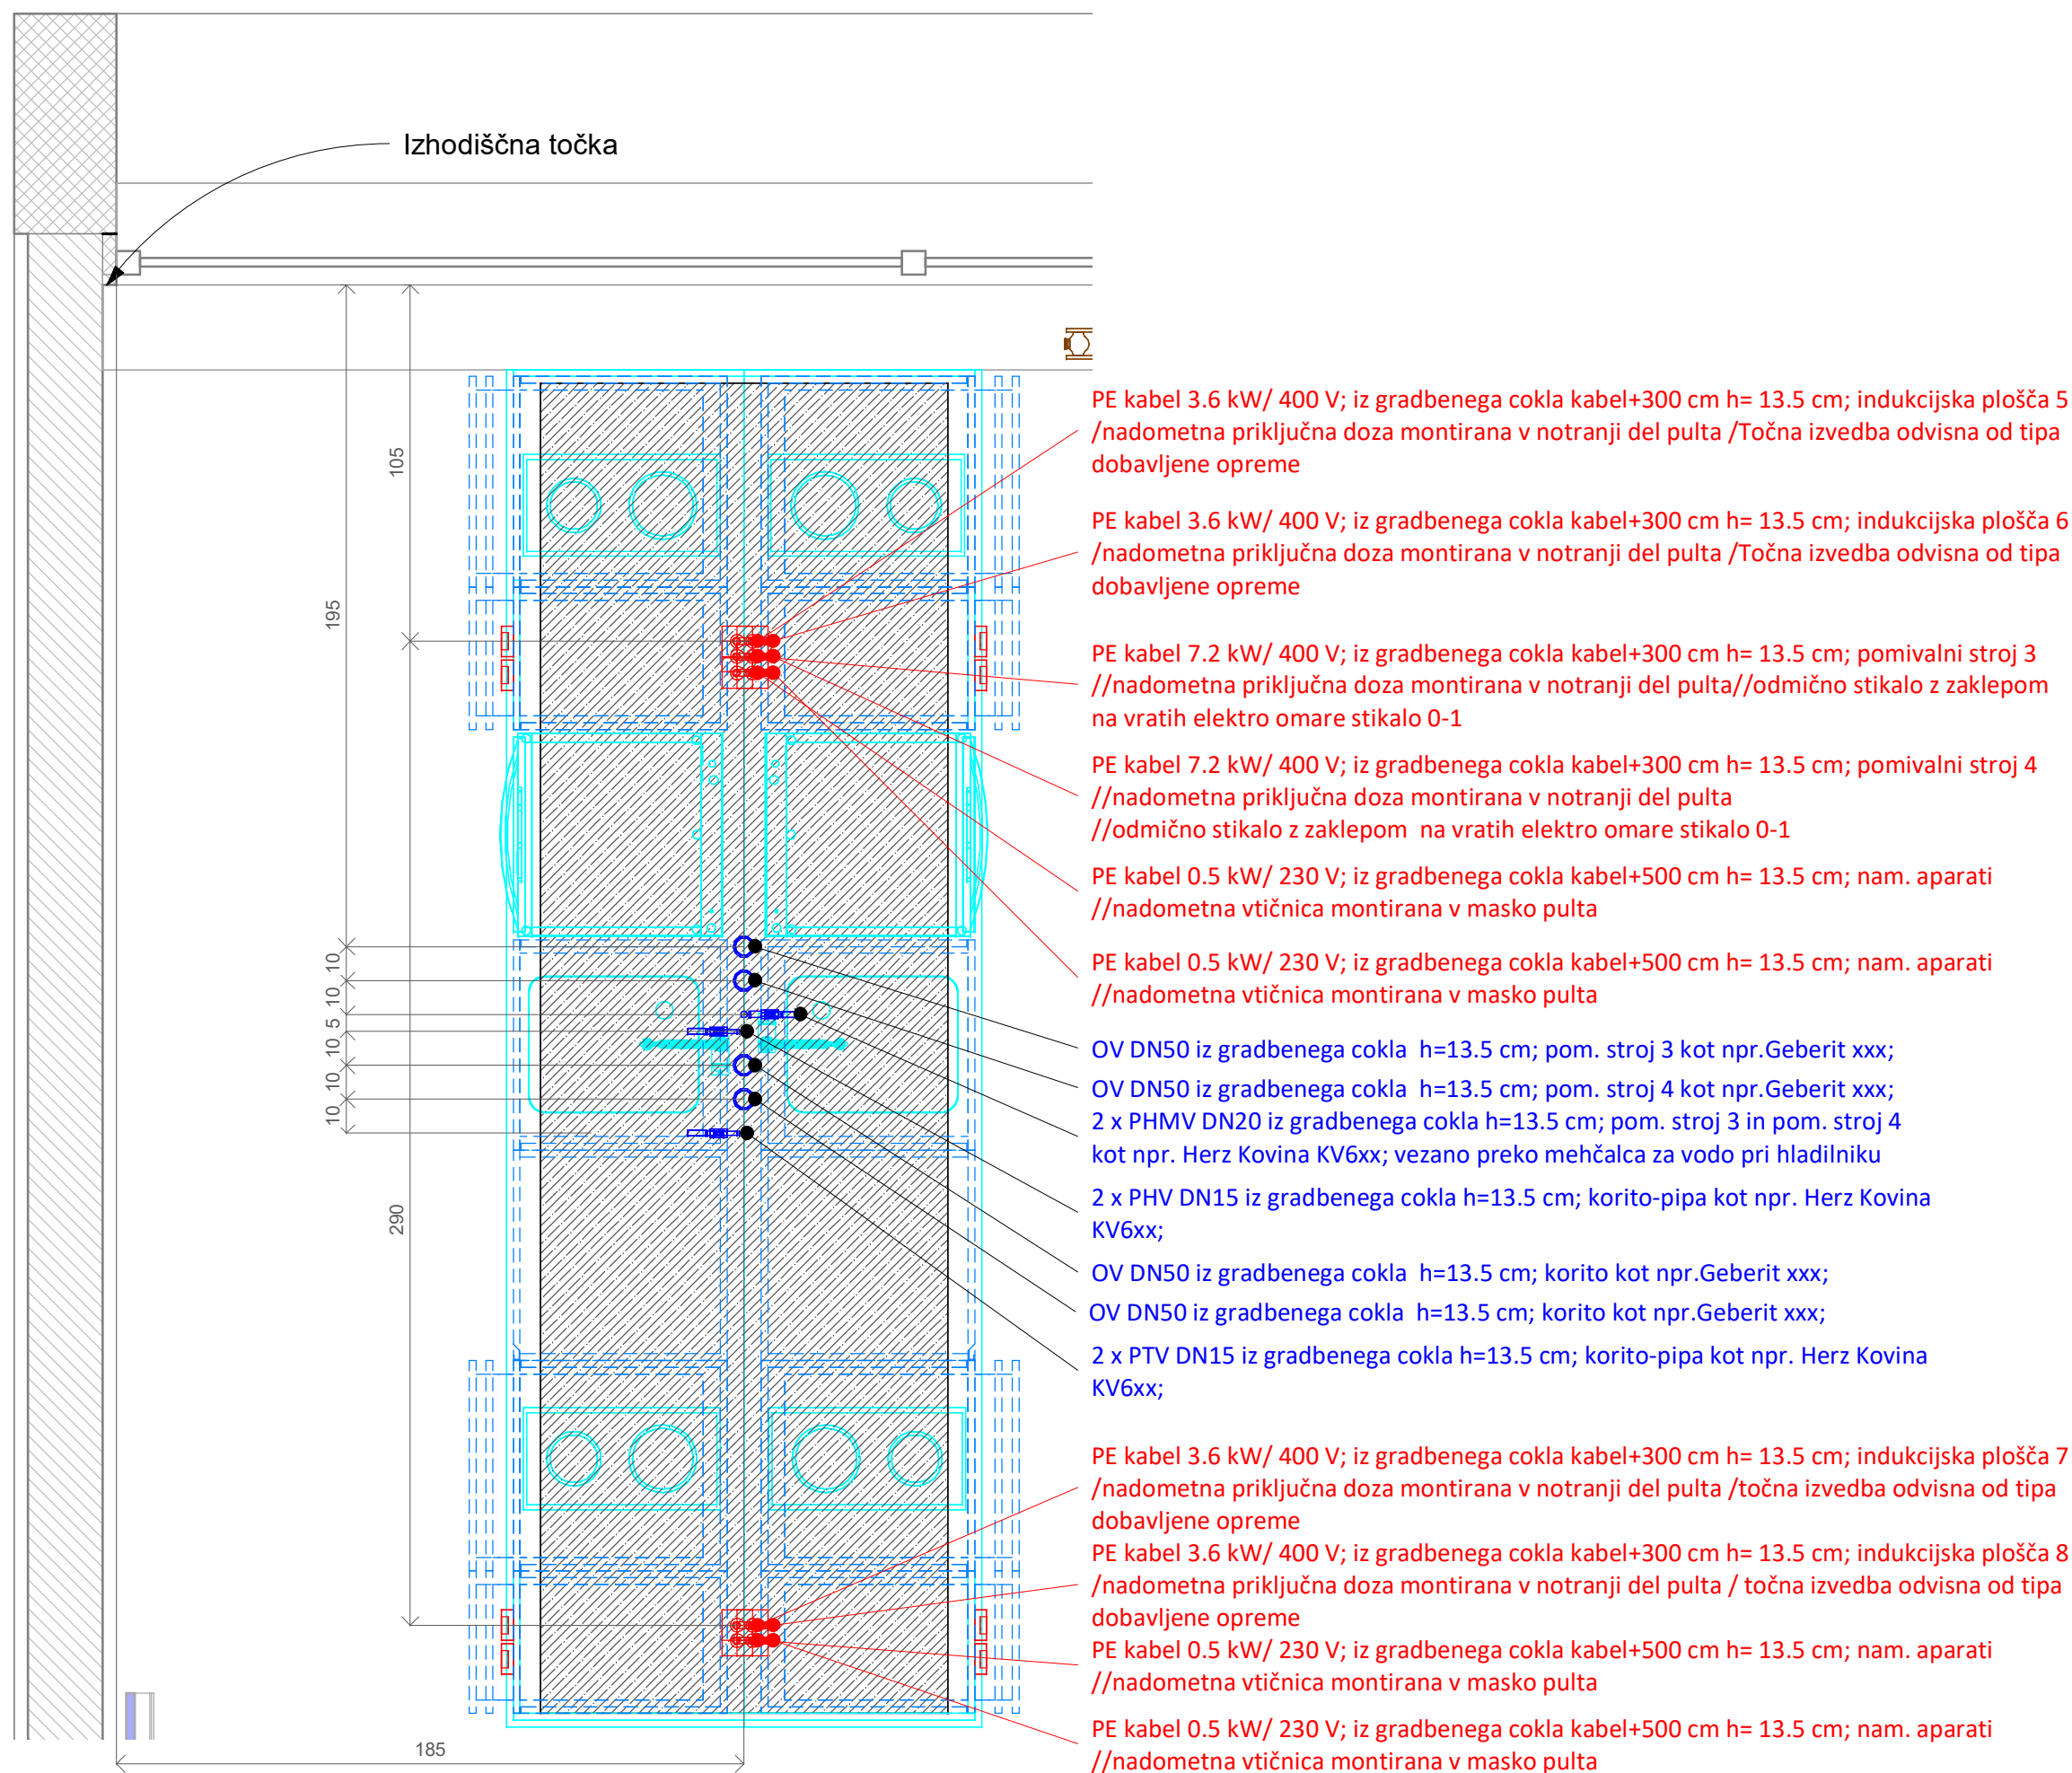 Izhodiščna točka
105
195
10
10
5
10
10
10
290
185
PE kabel 3.6 kW/ 400 V; iz gradbenega cokla kabel+300 cm h= 13.5 cm; indukcijska plošča 5
/nadometna priključna doza montirana v notranji del pulta /Točna izvedba odvisna od tipa
dobavljene opreme
PE kabel 3.6 kW/ 400 V; iz gradbenega cokla kabel+300 cm h= 13.5 cm; indukcijska plošča 6
/nadometna priključna doza montirana v notranji del pulta /Točna izvedba odvisna od tipa
dobavljene opreme
PE kabel 7.2 kW/ 400 V; iz gradbenega cokla kabel+300 cm h= 13.5 cm; pomivalni stroj 3
//nadometna priključna doza montirana v notranji del pulta//odmično stikalo z zaklepom
na vratih elektro omare stikalo 0-1
PE kabel 7.2 kW/ 400 V; iz gradbenega cokla kabel+300 cm h= 13.5 cm; pomivalni stroj 4
//nadometna priključna doza montirana v notranji del pulta
//odmično stikalo z zaklepom  na vratih elektro omare stikalo 0-1
PE kabel 0.5 kW/ 230 V; iz gradbenega cokla kabel+500 cm h= 13.5 cm; nam. aparati
//nadometna vtičnica montirana v masko pulta
PE kabel 0.5 kW/ 230 V; iz gradbenega cokla kabel+500 cm h= 13.5 cm; nam. aparati
//nadometna vtičnica montirana v masko pulta
OV DN50 iz gradbenega cokla  h=13.5 cm; pom. stroj 3 kot npr.Geberit xxx;
OV DN50 iz gradbenega cokla  h=13.5 cm; pom. stroj 4 kot npr.Geberit xxx;
2 x PHMV DN20 iz gradbenega cokla h=13.5 cm; pom. stroj 3 in pom. stroj 4
kot npr. Herz Kovina KV6xx; vezano preko mehčalca za vodo pri hladilniku
2 x PHV DN15 iz gradbenega cokla h=13.5 cm; korito-pipa kot npr. Herz Kovina
KV6xx;
OV DN50 iz gradbenega cokla  h=13.5 cm; korito kot npr.Geberit xxx;
OV DN50 iz gradbenega cokla  h=13.5 cm; korito kot npr.Geberit xxx;
2 x PTV DN15 iz gradbenega cokla h=13.5 cm; korito-pipa kot npr. Herz Kovina
KV6xx;
PE kabel 3.6 kW/ 400 V; iz gradbenega cokla kabel+300 cm h= 13.5 cm; indukcijska plošča 7
/nadometna priključna doza montirana v notranji del pulta /točna izvedba odvisna od tipa
dobavljene opreme
PE kabel 3.6 kW/ 400 V; iz gradbenega cokla kabel+300 cm h= 13.5 cm; indukcijska plošča 8
/nadometna priključna doza montirana v notranji del pulta / točna izvedba odvisna od tipa
dobavljene opreme
PE kabel 0.5 kW/ 230 V; iz gradbenega cokla kabel+500 cm h= 13.5 cm; nam. aparati
//nadometna vtičnica montirana v masko pulta
PE kabel 0.5 kW/ 230 V; iz gradbenega cokla kabel+500 cm h= 13.5 cm; nam. aparati
//nadometna vtičnica montirana v masko pulta